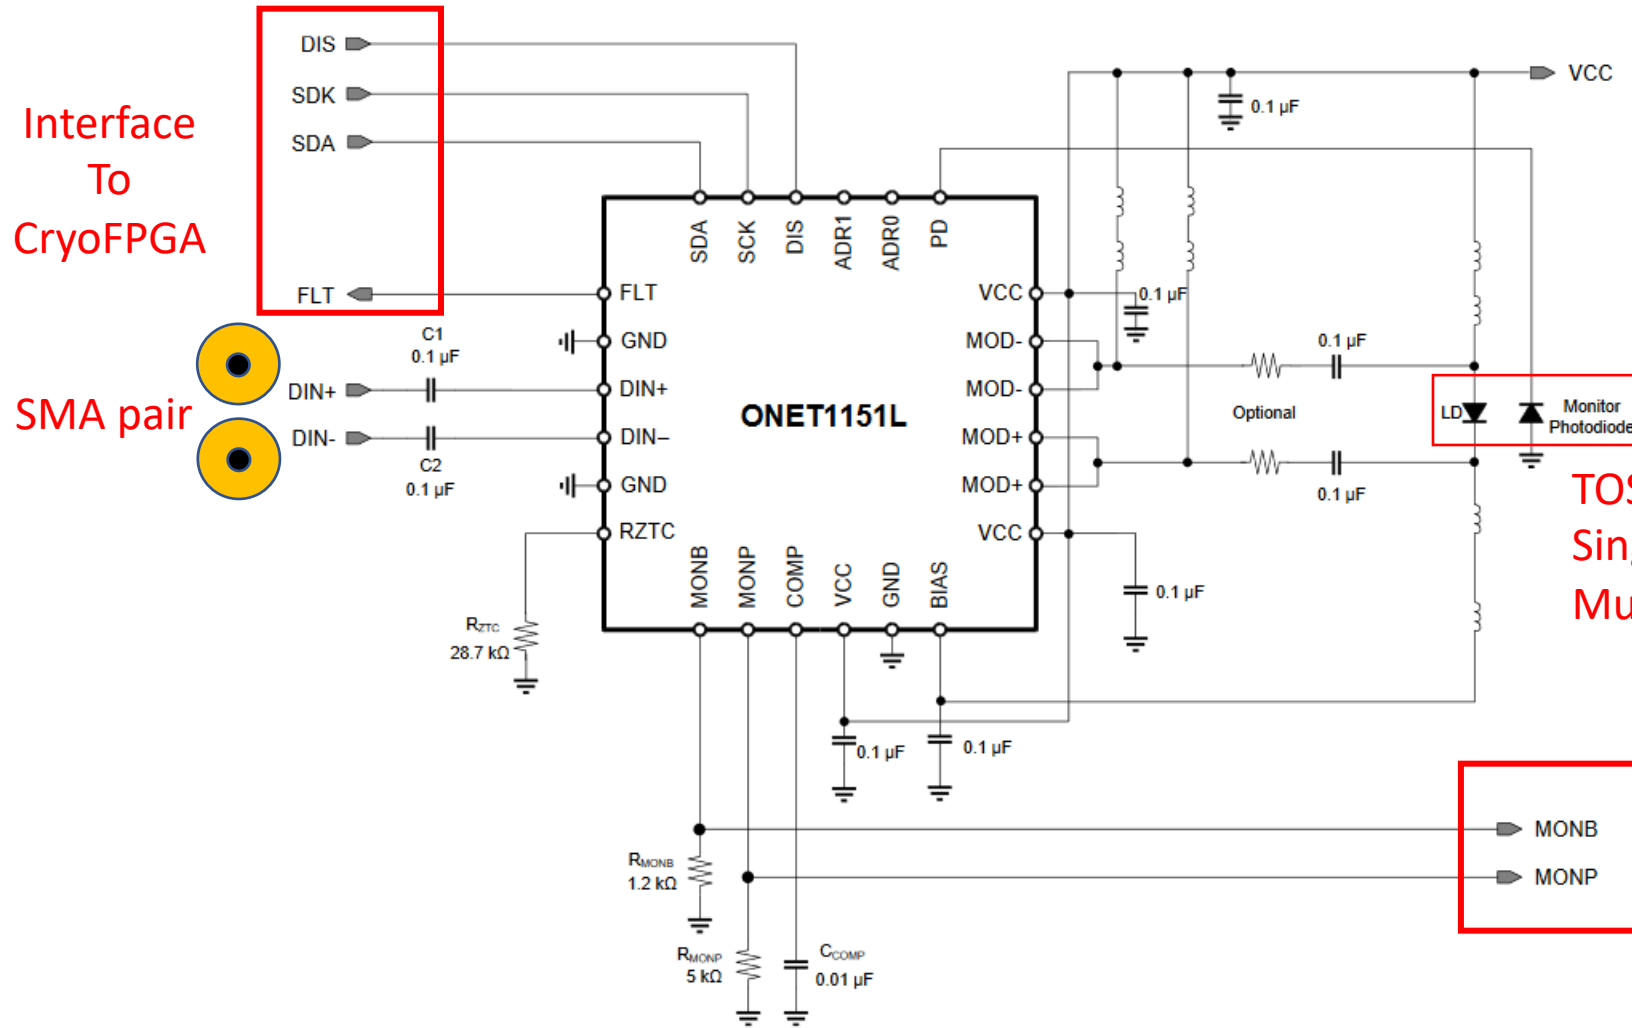 Interface
To
CryoFPGA
DIS
SDK
SDA
FLT
SMA pair
DIN+
DIN-
C1
0.1 µF
C2
0.1 µF
SDA
SCK
DIS
ADR1
ADR0
PD
FLT
GND
DIN+
DIN–
GND
RZTC
ONET1151L
VCC
MOD-
MOD-
MOD+
MOD+
VCC
MONB
MONP
COMP
VCC
GND
BIAS
VCC
0.1 µF
0.1 µF
0.1 µF
Optional
0.1 µF
LD
Monitor
Photodiode
TOS
Sin
Mu
0.1 µF
RZTC
28.7 kΩ
0.1 µF
0.1 µF
RMONB
1.2 kΩ
RMONP
5 kΩ
CCOMP
0.01 µF
MONB
MONP